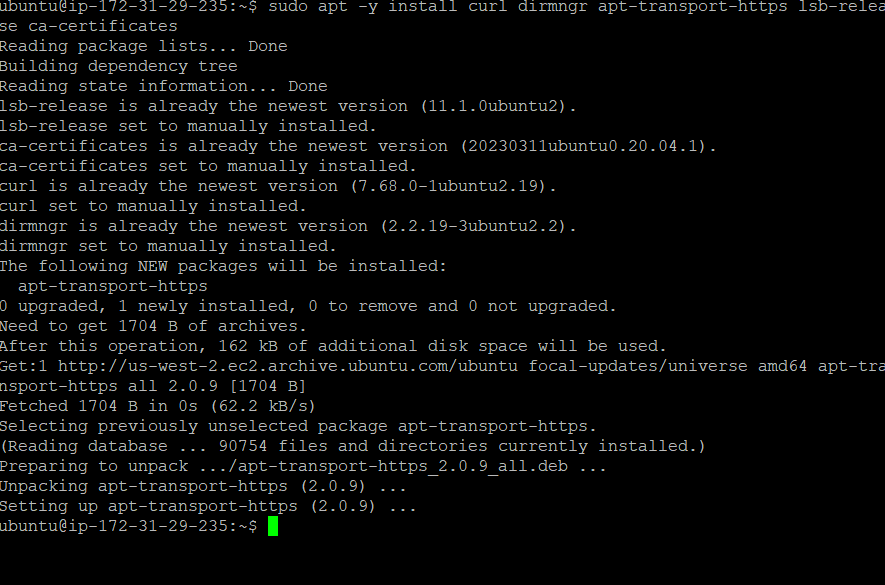 ubuntu@ip-172-31-29-235:~$ sudo apt -y install curl dirmngr apt-transport-https lsb-relea
se ca-certificates
Reading package lists... Done
Building dependency tree
Reading state information... Done
lsb-release is already the newest version (11.1.0ubuntu2).
lsb-release set to manually installed.
ca-certificates is already the newest version (20230311ubuntu0.20.04.1).
ca-certificates set to manually installed.
curl is already the newest version (7.68.0-1ubuntu2.19).
curl set to manually installed.
dirmngr is already the newest version (2.2.19-3ubuntu2.2).
dirmngr set to manually installed.
The following NEW packages will be installed:
  apt-transport-https
0 upgraded, 1 newly installed, 0 to remove and 0 not upgraded.
Need to get 1704 B of archives.
After this operation, 162 kB of additional disk space will be used.
Get:1 http://us-west-2.ec2.archive.ubuntu.com/ubuntu focal-updates/universe amd64 apt-tra
nsport-https all 2.0.9 [1704 B]
Fetched 1704 B in 0s (62.2 kB/s)
Selecting previously unselected package apt-transport-https.
(Reading database ... 90754 files and directories currently installed.)
Preparing to unpack .../apt-transport-https_2.0.9_all.deb ...
Unpacking apt-transport-https (2.0.9) ...
Setting up apt-transport-https (2.0.9) ...
ubuntu@ip-172-31-29-235:~$